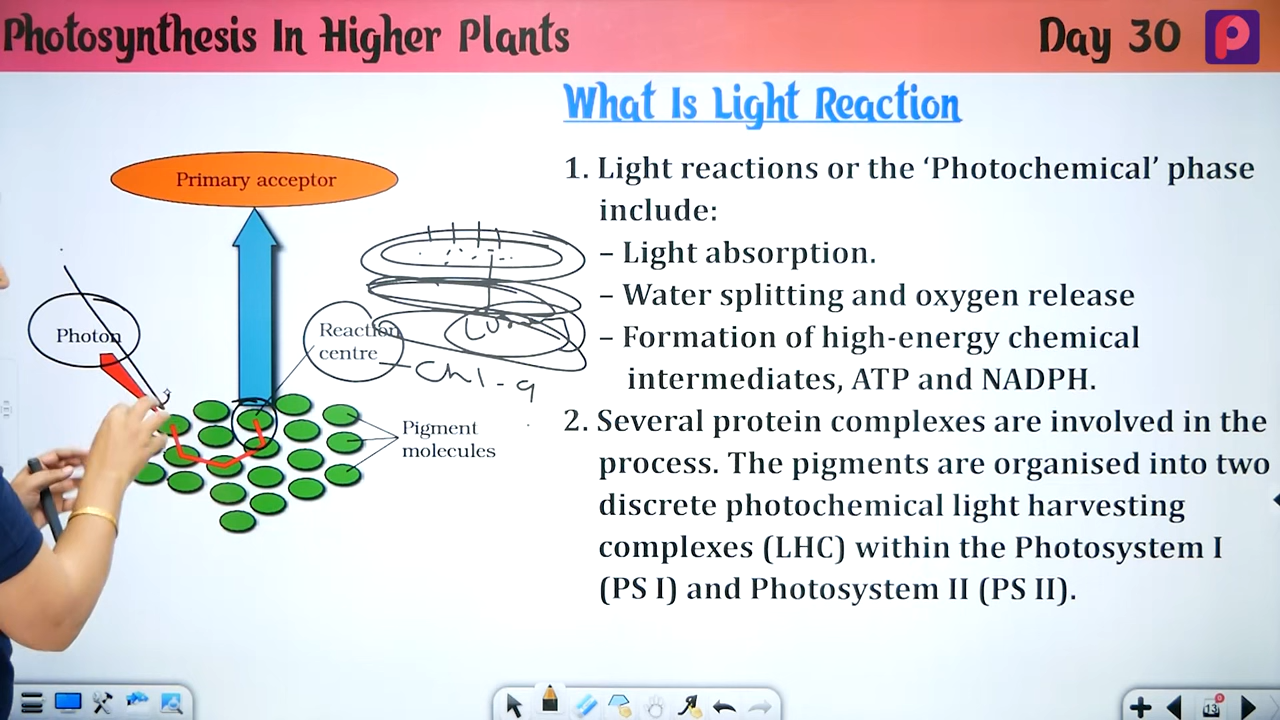 Photosynthesis In Higher Plants
Day 30
What Is Light Reaction
Primary acceptor
Photon
Reaction
centre
Chl-a
Pigment
molecules
1. Light reactions or the ‘Photochemical’ phase
include:
– Light absorption.
– Water splitting and oxygen release
– Formation of high-energy chemical
intermediates, ATP and NADPH.
2. Several protein complexes are involved in the
process. The pigments are organised into two
discrete photochemical light harvesting
complexes (LHC) within the Photosystem I
(PS I) and Photosystem II (PS II).
13